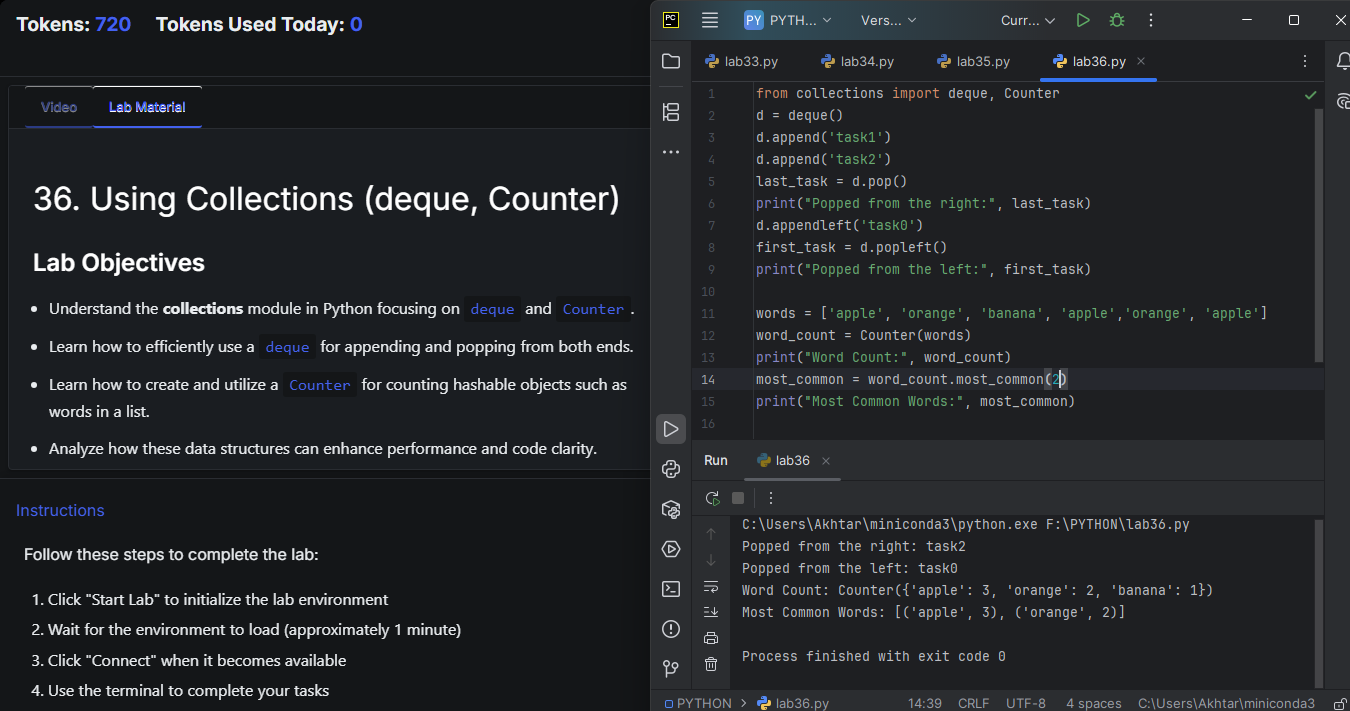 Tokens: 720 Tokens Used Today: 0
Video Lab Material
36. Using Collections (deque, Counter)
Lab Objectives
• Understand the collections module in Python focusing on deque and Counter .
• Learn how to efficiently use a deque for appending and popping from both ends.
• Learn how to create and utilize a Counter for counting hashable objects such as
words in a list.
• Analyze how these data structures can enhance performance and code clarity.
Instructions
Follow these steps to complete the lab:
1. Click "Start Lab" to initialize the lab environment
2. Wait for the environment to load (approximately 1 minute)
3. Click "Connect" when it becomes available
4. Use the terminal to complete your tasks
PC PY PYTH... Vers... Curr...
lab33.py lab34.py lab35.py lab36.py
1 from collections import deque, Counter
2 d = deque()
3 d.append('task1')
4 d.append('task2')
5 last_task = d.pop()
6 print("Popped from the right:", last_task)
7 d.appendleft('task0')
8 first_task = d.popleft()
9 print("Popped from the left:", first_task)
10
11 words = ['apple', 'orange', 'banana', 'apple','orange', 'apple']
12 word_count = Counter(words)
13 print("Word Count:", word_count)
14 most_common = word_count.most_common(2)
15 print("Most Common Words:", most_common)
16
Run lab36
C:\Users\Akhtar\miniconda3\python.exe F:\PYTHON\lab36.py
Popped from the right: task2
Popped from the left: task0
Word Count: Counter({'apple': 3, 'orange': 2, 'banana': 1})
Most Common Words: [('apple', 3), ('orange', 2)]
Process finished with exit code 0
PYTHON > lab36.py 14:39 CRLF UTF-8 4 spaces C:\Users\Akhtar\miniconda3